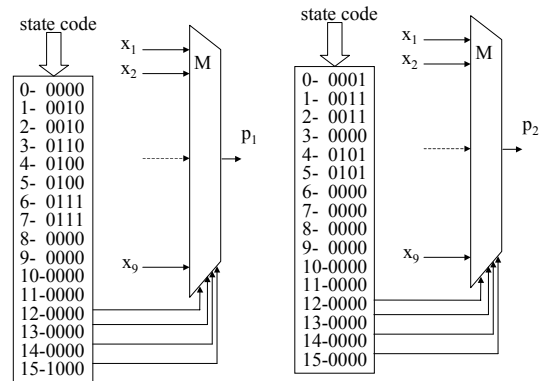 state code
0- 0000
1- 0010
2- 0010
3- 0110
4- 0100
5- 0100
6- 0111
7- 0111
8- 0000
9- 0000
10-0000
11-0000
12-0000
13-0000
14-0000
15-1000
x1
x2
x9
M
p1
state code
0- 0001
1- 0011
2- 0011
3- 0000
4- 0101
5- 0101
6- 0000
7- 0000
8- 0000
9- 0000
10-0000
11-0000
12-0000
13-0000
14-0000
15-0000
x1
x2
x9
M
p2